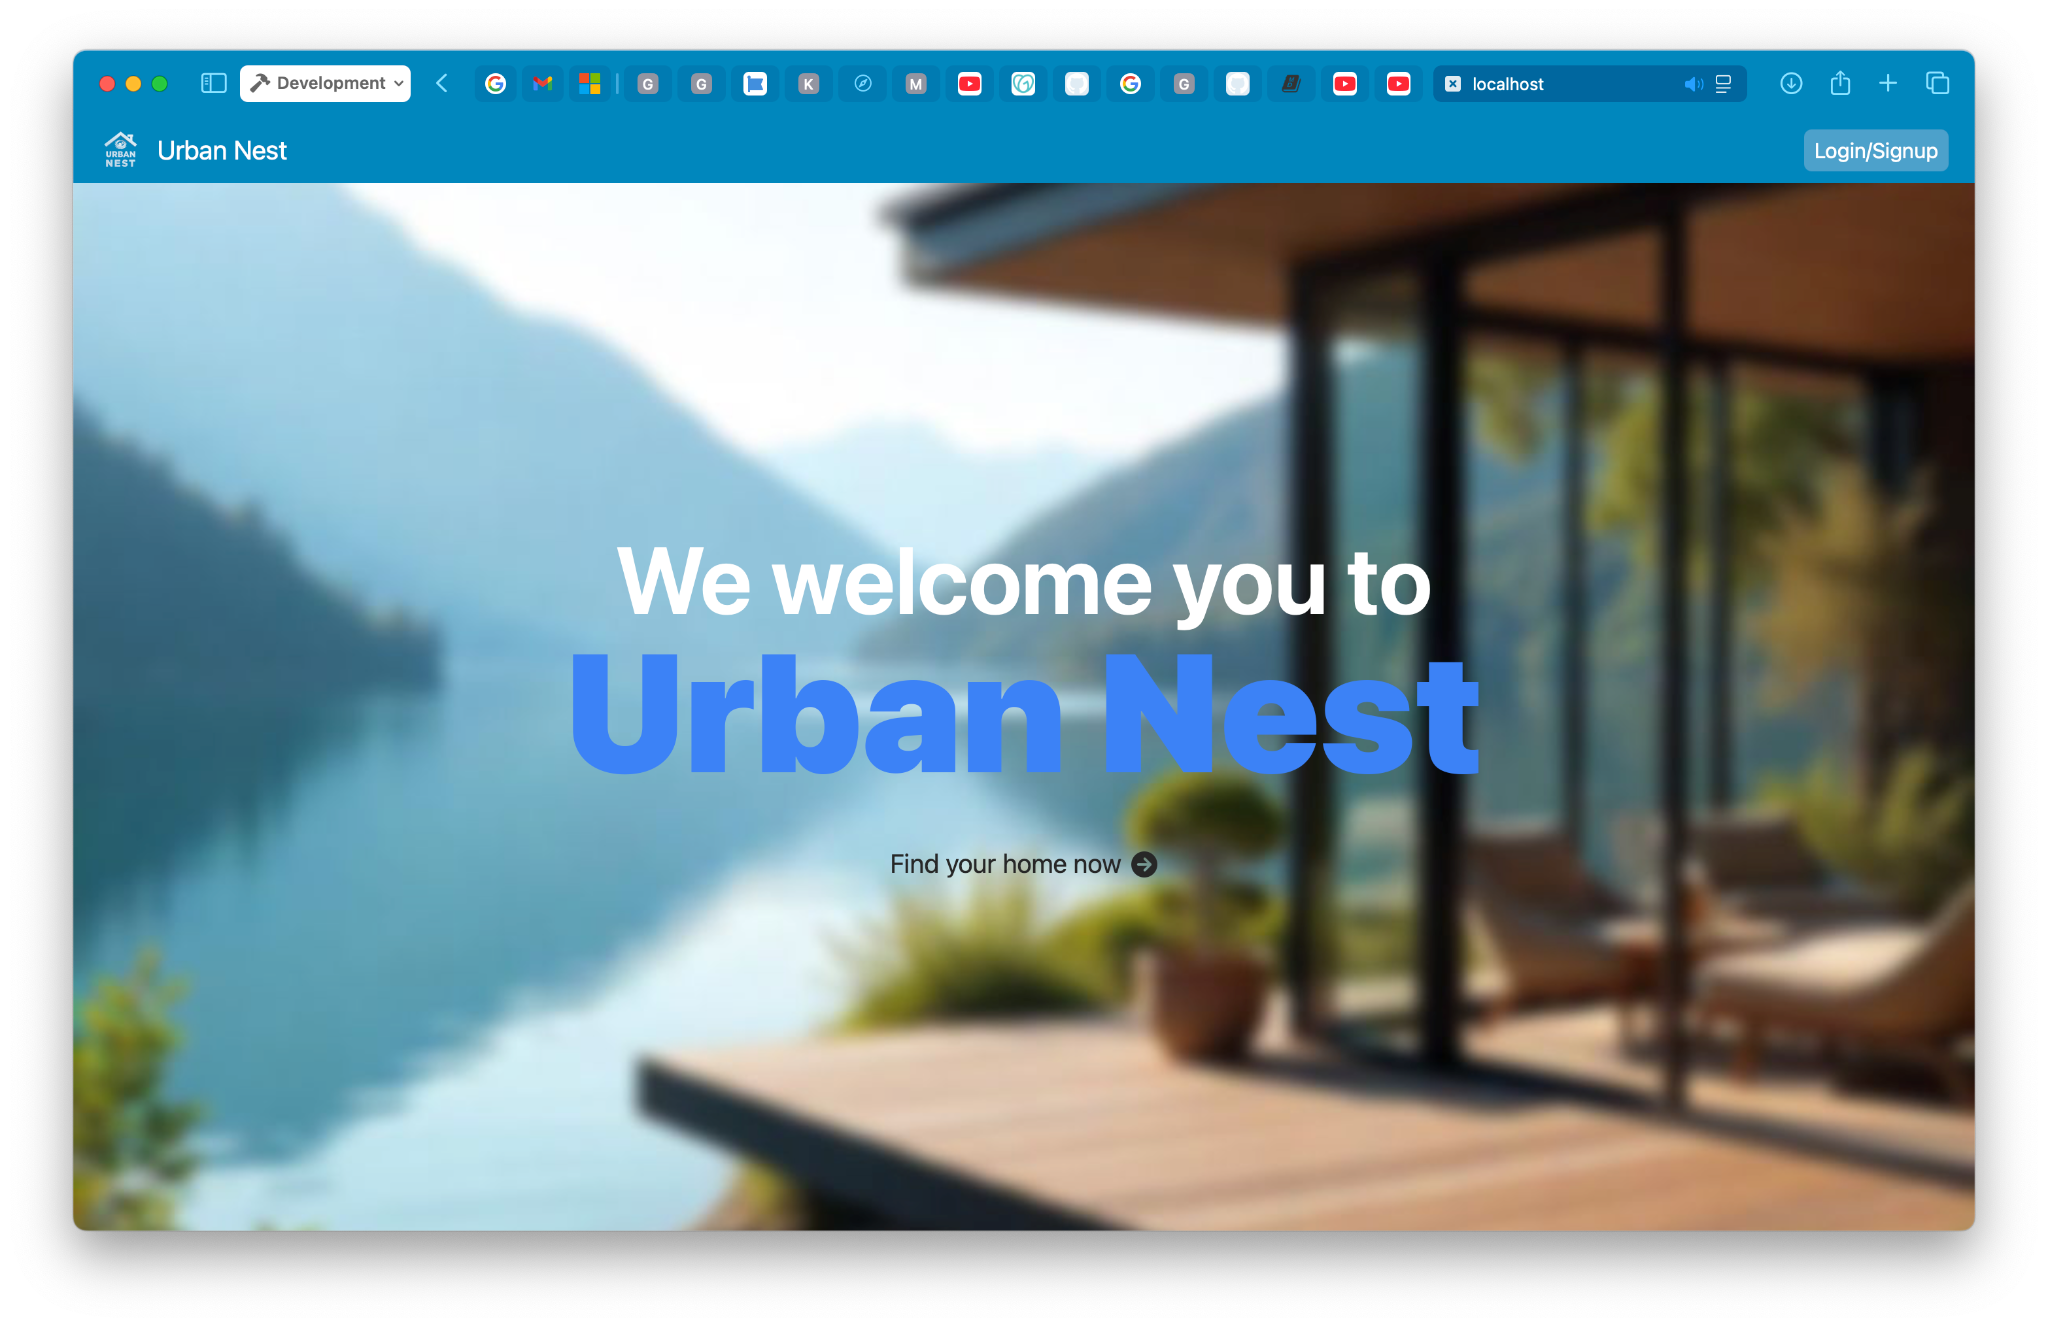 Development
G
G
K
M
G
localhost
URBAN
NEST
Urban Nest
Login/Signup
We welcome you to
Urban Nest
Find your home now